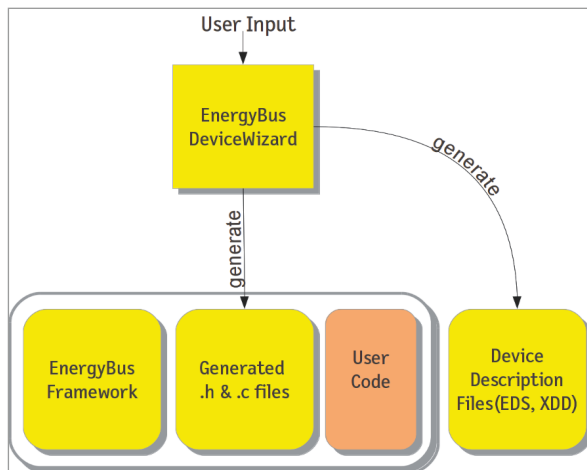 User Input
EnergyBus
DeviceWizard
generate
generate
EnergyBus
Framework
Generated
.h & .c files
User
Code
Device
Description
Files(EDS, XDD)